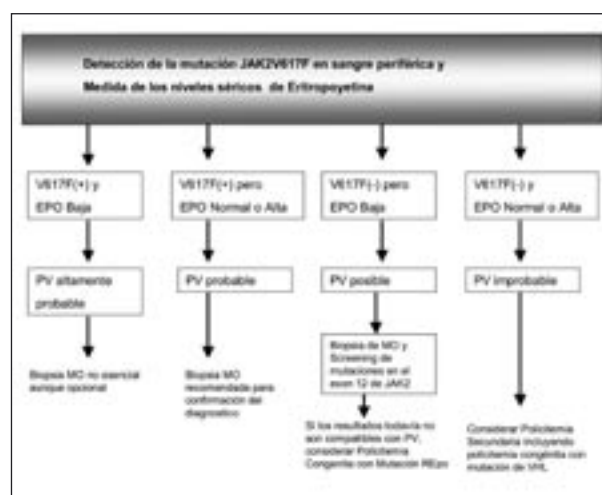 Detección de la mutación JAK2V617F en sangre periférica y
Medida de los niveles séricos de Eritropoyetina
V617F(+) y
EPO Baja
V617F(+) pero
EPO Normal o Alta
V617F(-) pero
EPO Baja
V617F(-) y
EPO Normal o Alta
PV altamente
probable
PV probable
PV posible
PV improbable
Biopsia MO no esencial
aunque opcional
Biopsia MO
recomendada para
confirmación del
diagnostico
Biopsia de MO y
Screening de
mutaciones en el
exon 12 de JAK2
Si los resultados todavía no
son compatibles con PV,
considerar Policitemia
Congenita con Mutación REpo
Considerar Policitemia
Secundaria incluyendo
policitemia congénita con
mutación de VHL